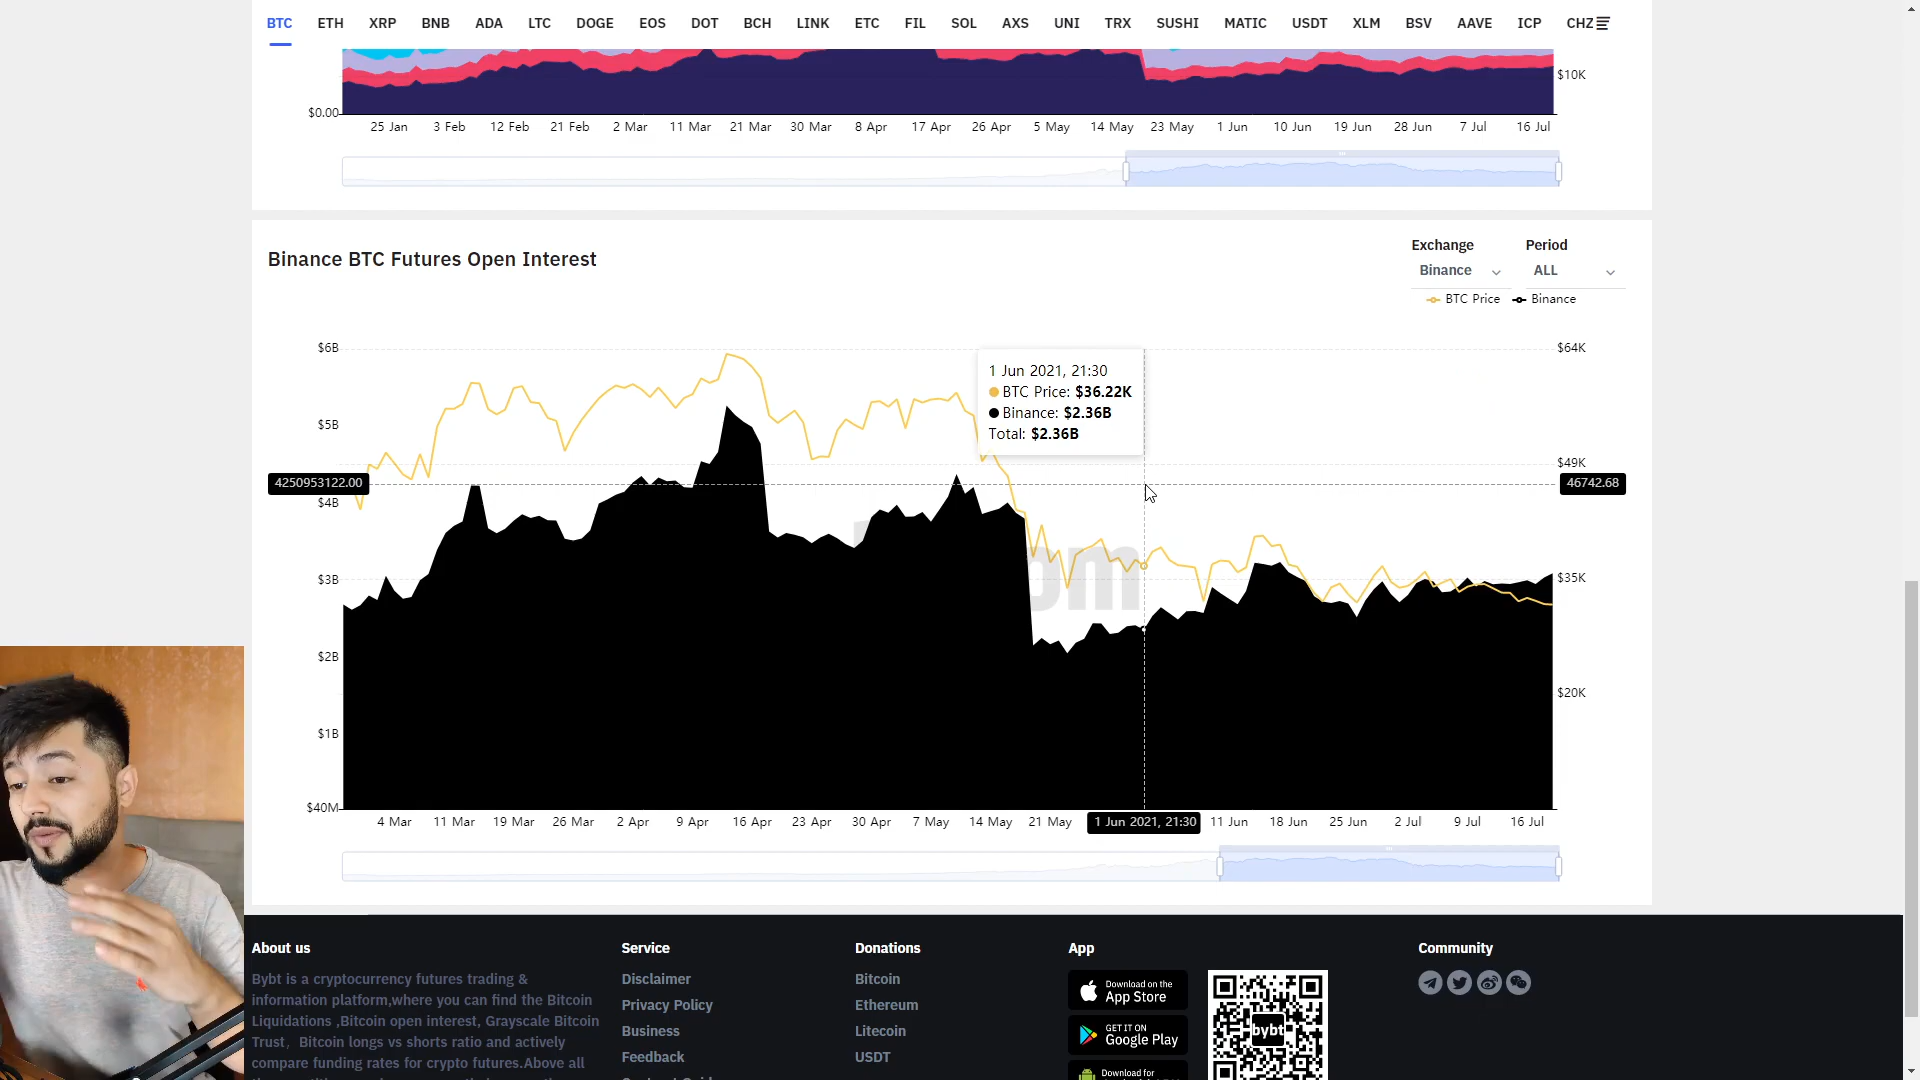 BTC ETH XRP BNB ADA LTC DOGE EOS DOT BCH LINK ETC FIL SOL AXS UNI TRX SUSHI MATIC USDT XLM BSV AAVE ICP CHZ
$10K
$0.00
25 Jan 3 Feb 12 Feb 21 Feb 2 Mar 11 Mar 21 Mar 30 Mar 8 Apr 17 Apr 26 Apr 5 May 14 May 23 May 1 Jun 10 Jun 19 Jun 28 Jun 7 Jul 16 Jul
Binance BTC Futures Open Interest
Exchange Period
Binance ALL
BTC Price Binance
$6B $64K
1 Jun 2021, 21:30
BTC Price: $36.22K
Binance: $2.36B
Total: $2.36B
$5B
$49K
4250953122.00 46742.68
$4B
$3B $35K
$2B
$20K
$1B
$40M
4 Mar 11 Mar 19 Mar 26 Mar 2 Apr 9 Apr 16 Apr 23 Apr 30 Apr 7 May 14 May 21 May 1 Jun 2021, 21:30 11 Jun 18 Jun 25 Jun 2 Jul 9 Jul 16 Jul
About us
Bybt is a cryptocurrency futures trading &
information platform,where you can find the Bitcoin
Liquidations ,Bitcoin open interest, Grayscale Bitcoin
Trust，Bitcoin longs vs shorts ratio and actively
compare funding rates for crypto futures.Above all
Service
Disclaimer
Privacy Policy
Business
Feedback
Donations
Bitcoin
Ethereum
Litecoin
USDT
App
Download on the
App Store
GET IT ON
Google Play
Download for
bybt
Community